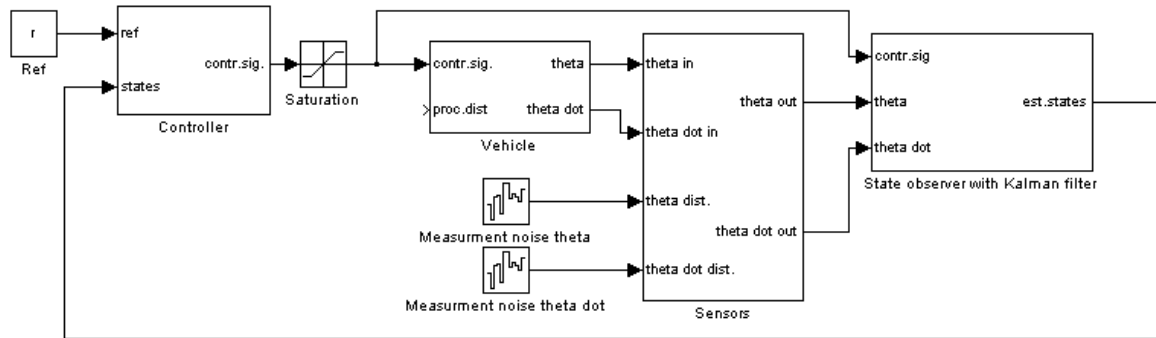 r
Ref
ref
contr.sig.
states
Controller
Saturation
contr.sig.
theta
proc.dist
theta dot
Vehicle
theta in
theta out
theta dot in
theta dist.
theta dot out
theta dot dist.
Sensors
Measurment noise theta
Measurment noise theta dot
contr.sig
theta
est.states
theta dot
State observer with Kalman filter